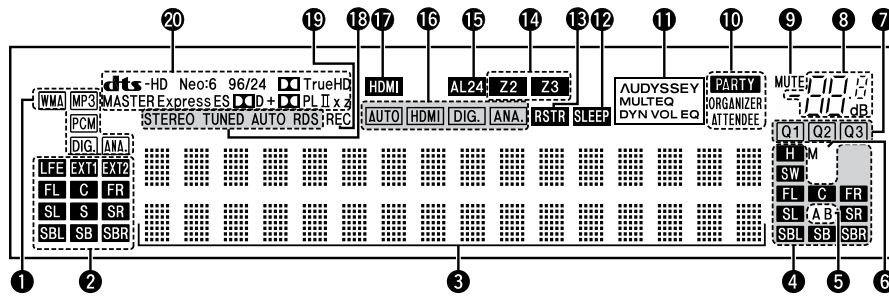 ⑳ ⑲ ⑱ ⑰ ⑯ ⑮ ⑭ ⑬ ⑫ ⑪ ⑩ ⑨ ⑧ ⑦
dts-HD Neo:6 96/24 TrueHD
MASTER Express ES D + PL II x z
STEREO TUNED AUTO RDS REC
WMA MP3
PCM
DIG. ANA.
LFE EXT1 EXT2
FL C FR
SL S SR
SBL SB SBR
HDMI AL24 Z2 Z3
AUTO HDMI DIG. ANA. RSTR SLEEP
AUDYSSEY
MULTEQ
DYN VOL EQ
PARTY
ORGANIZER
ATTENDEE
MUTE
dB
Q1 Q2 Q3
H M
SW
FL C FR
SL A B SR
SBL SB SBR
① ② ③ ④ ⑤ ⑥